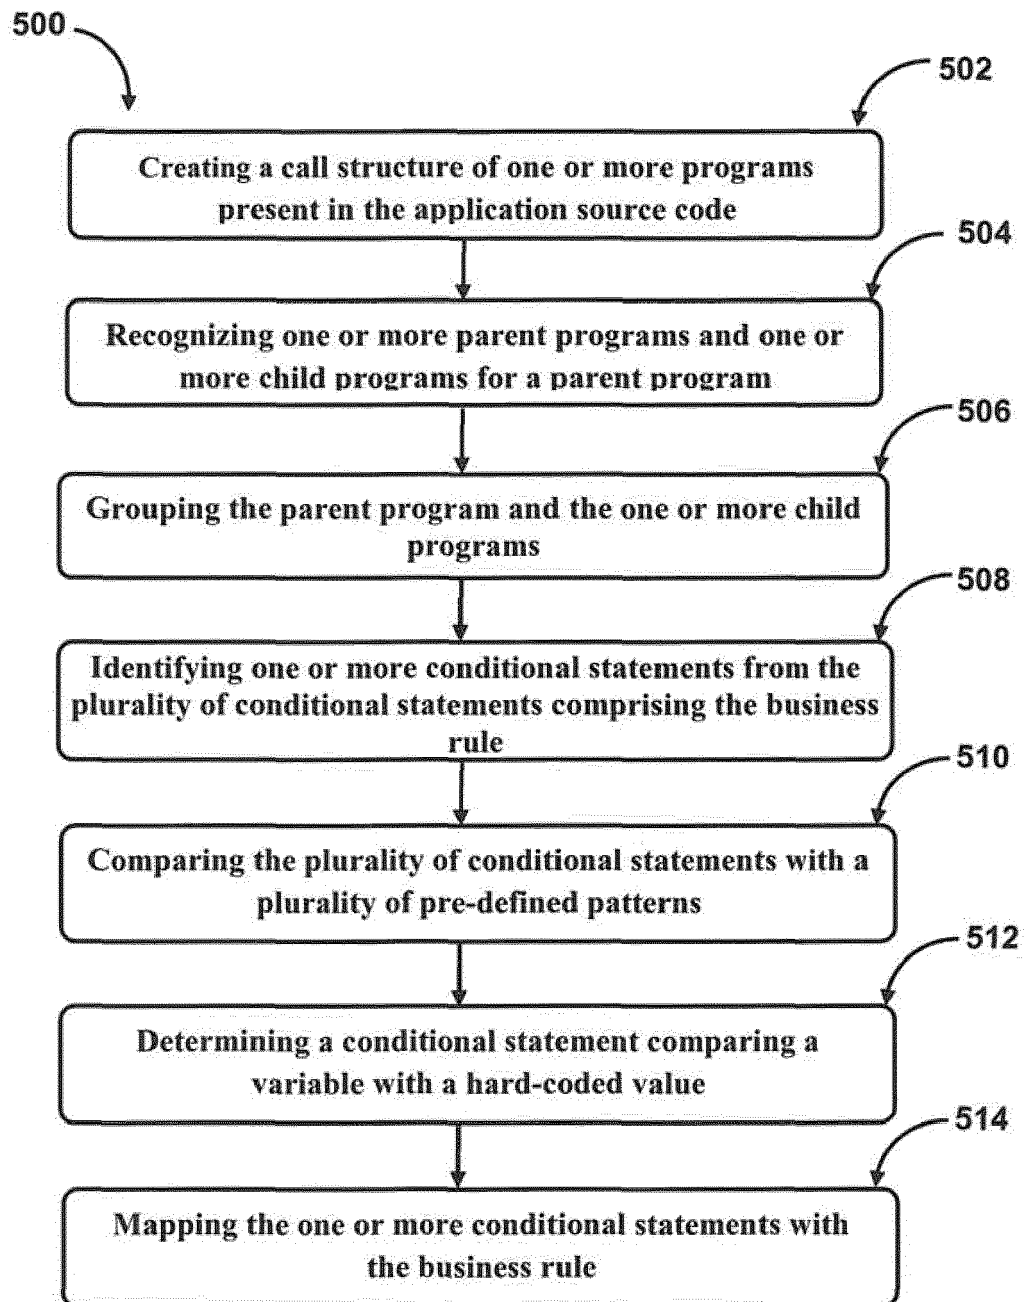 500
502
Creating a call structure of one or more programs
present in the application source code
504
Recognizing one or more parent programs and one or
more child programs for a parent program
506
Grouping the parent program and the one or more child
programs
508
Identifying one or more conditional statements from the
plurality of conditional statements comprising the business
rule
510
Comparing the plurality of conditional statements with a
plurality of pre-defined patterns
512
Determining a conditional statement comparing a
variable with a hard-coded value
514
Mapping the one or more conditional statements with
the business rule